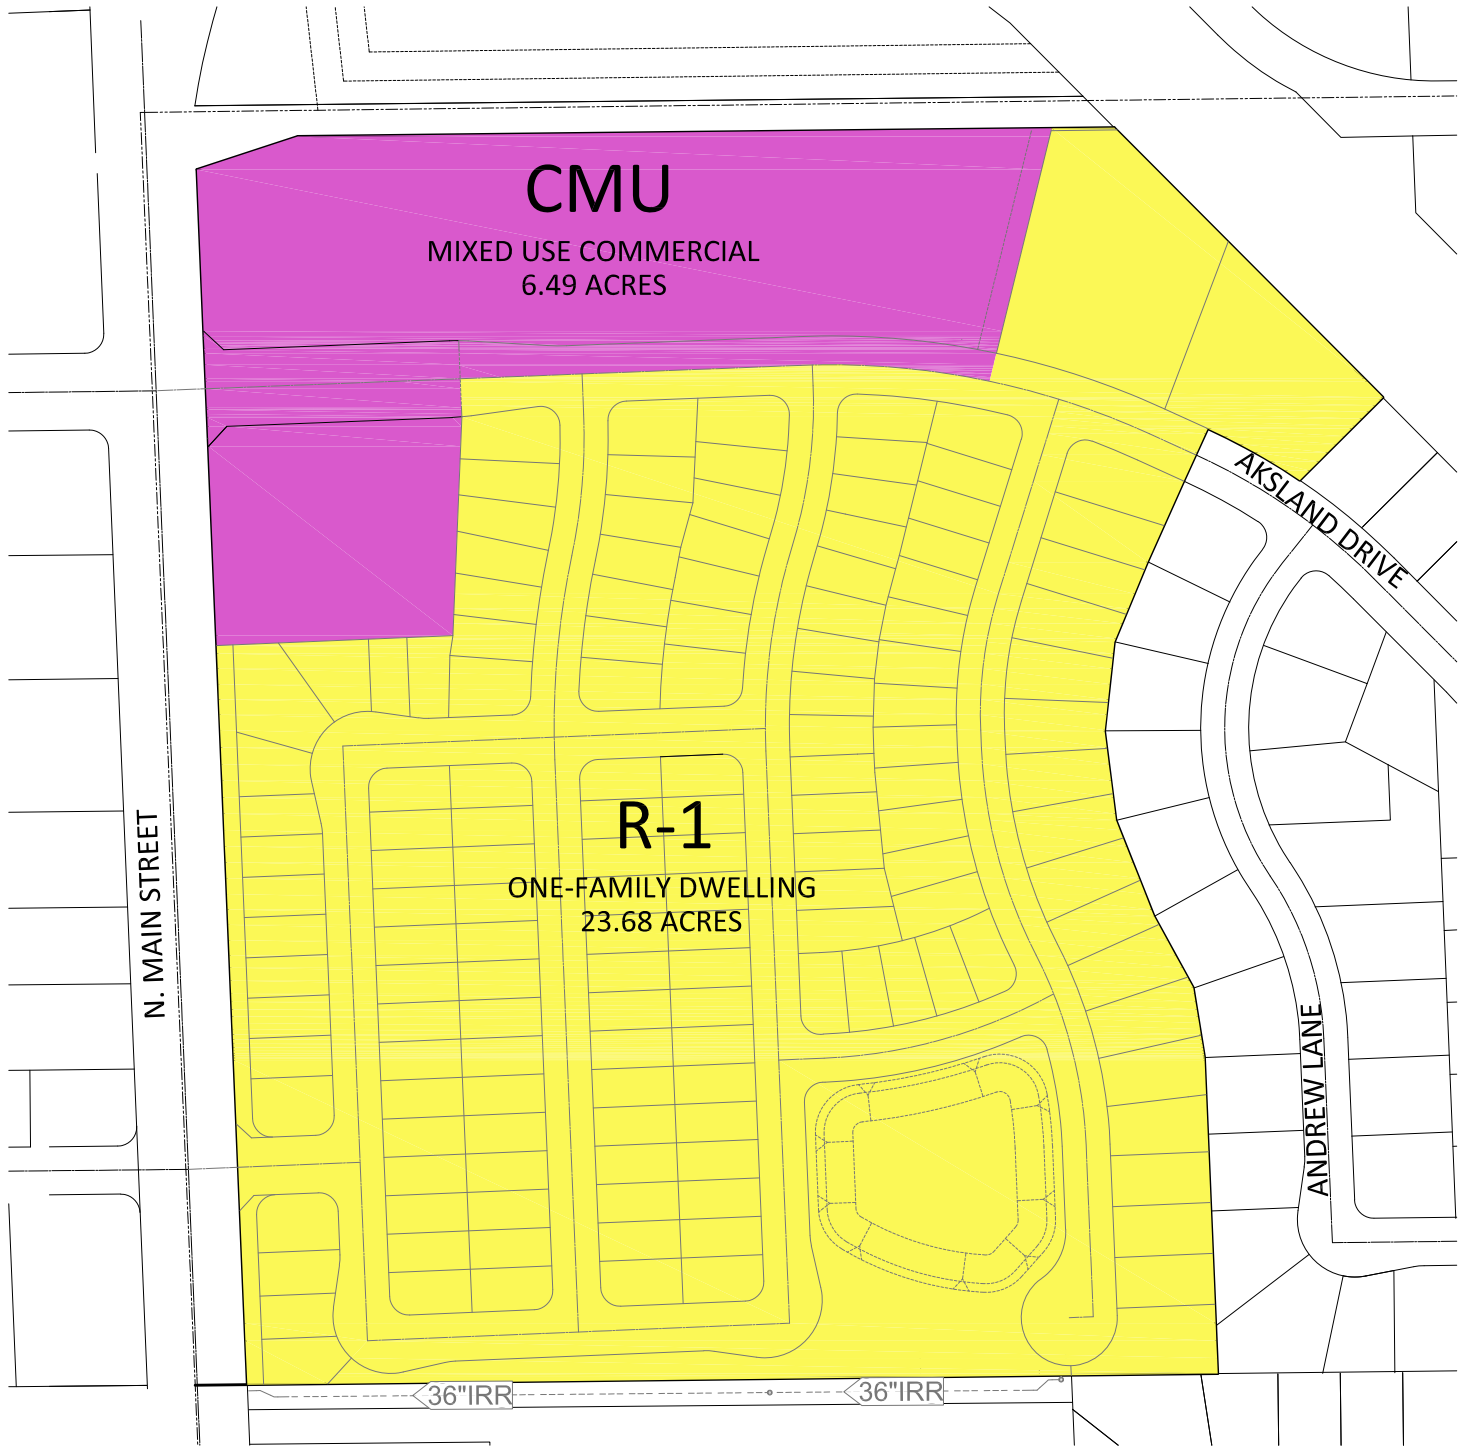 CMU
MIXED USE COMMERCIAL
6.49 ACRES
AKSLAND DRIVE
R-1
ONE-FAMILY DWELLING
23.68 ACRES
N. MAIN STREET
ANDREW LANE
36"IRR
36"IRR